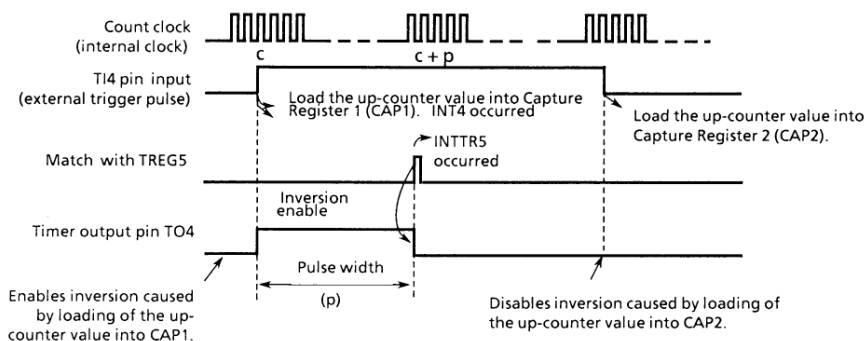 Count clock
(internal clock)
c
c + p
TI4 pin input
(external trigger pulse)
Load the up-counter value into Capture
Register 1 (CAP1). INT4 occurred
Load the up-counter value into
Capture Register 2 (CAP2).
INTTR5
occurred
Match with TREG5
Inversion
enable
Timer output pin TO4
Pulse width
(p)
Enables inversion caused
by loading of the up-
counter value into CAP1.
Disables inversion caused by loading of
the up-counter value into CAP2.